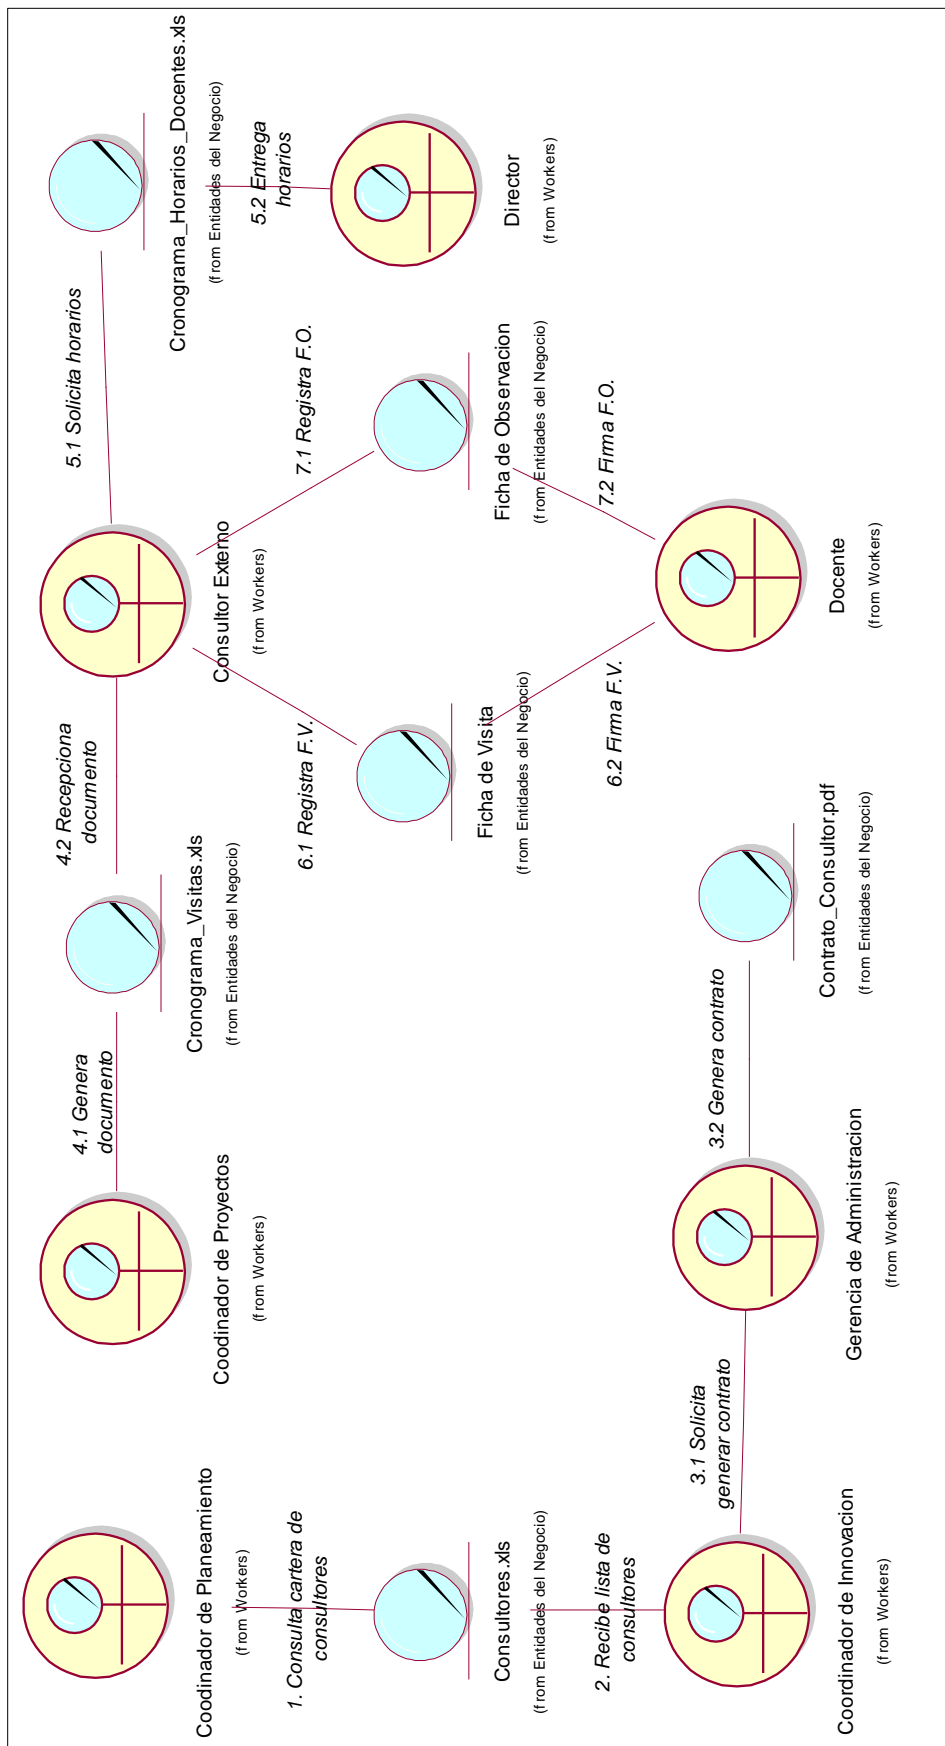 Coodinador de Planeamiento
(from Workers)
1. Consulta cartera de
consultores
Consultores.xls
(from Entidades del Negocio)
2. Recibe lista de
consultores
Coordinador de Innovacion
(from Workers)
3.1 Solicita
generar contrato
Gerencia de Administracion
(from Workers)
3.2 Genera contrato
Contrato_Consultor.pdf
(from Entidades del Negocio)
Coodinador de Proyectos
(from Workers)
4.1 Genera
documento
Cronograma_Visitas.xls
(from Entidades del Negocio)
4.2 Recepciona
documento
Consultor Externo
(from Workers)
5.1 Solicita horarios
Cronograma_Horarios_Docentes.xls
(from Entidades del Negocio)
5.2 Entrega
horarios
Director
(from Workers)
6.1 Registra F.V.
Ficha de Visita
(from Entidades del Negocio)
6.2 Firma F.V.
7.1 Registra F.O.
Ficha de Observacion
(from Entidades del Negocio)
7.2 Firma F.O.
Docente
(from Workers)